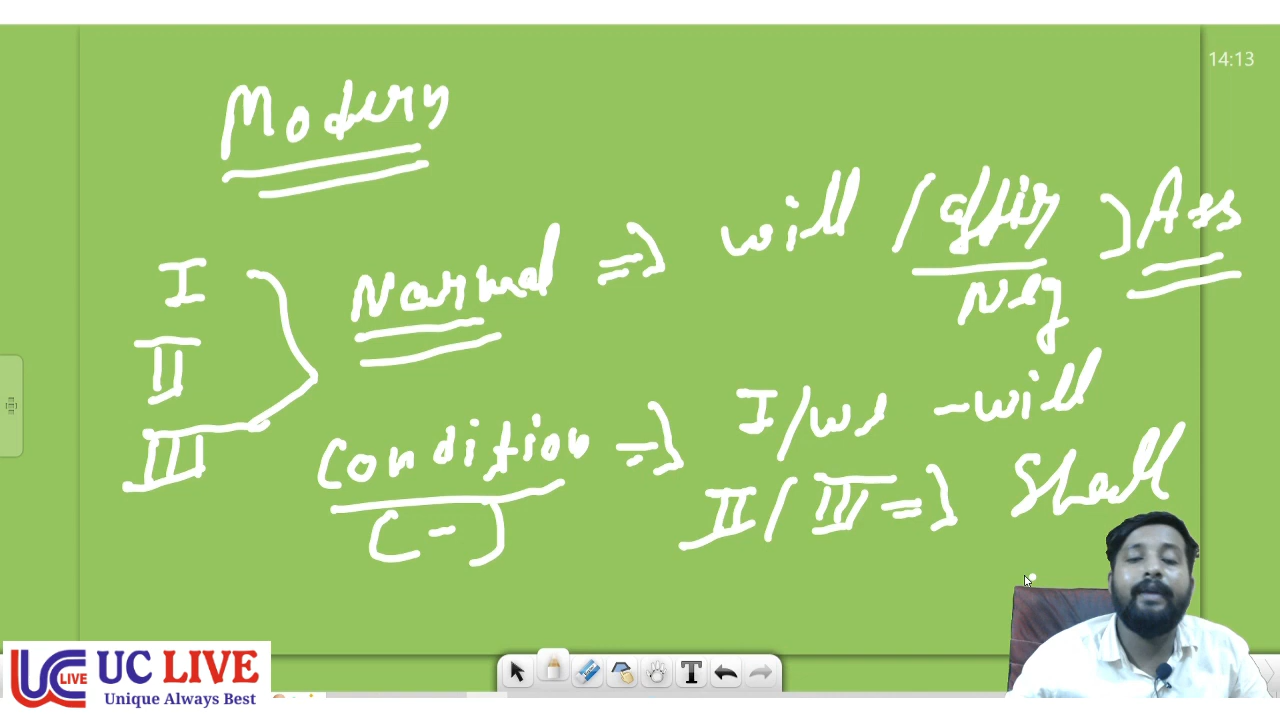 14:13
Modern
I
II
III
Normal => will / affir ) Ass
Neg
Condition => I/we - will
(-)
II/III => Shall
LIVE
UC LIVE
Unique Always Best
T